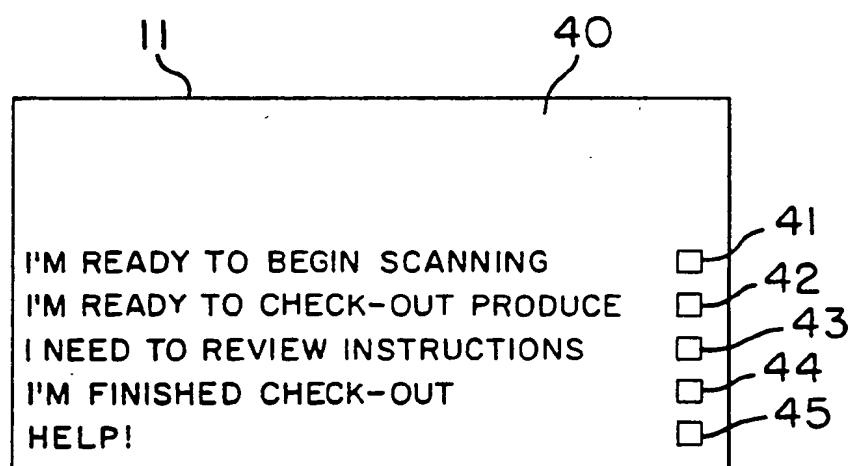 11 40
I'M READY TO BEGIN SCANNING 41
I'M READY TO CHECK-OUT PRODUCE 42
I NEED TO REVIEW INSTRUCTIONS 43
I'M FINISHED CHECK-OUT 44
HELP! 45